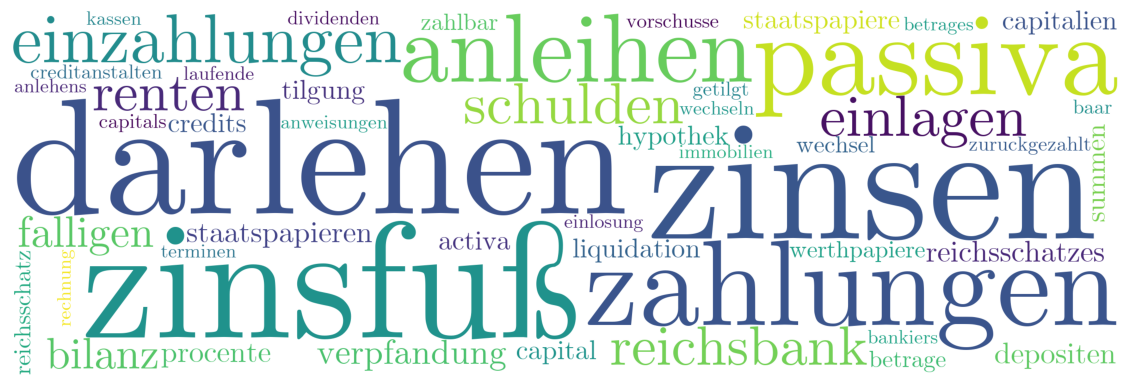 kassen dividenden zahlbar vorschusse staatspapiere betrages capitalien
einzahlungen anleihen passiva
creditanstalten laufende
anlehens renten tilgung schulden getilgt wechseln baar
capitals credits anweisungen hypothek einlagen
immobilien wechsel zuruckgezahlt
darlehen zinsen summen
falligen staatspapieren activa einlosung
terminen liquidation werthpapiere reichsschatzes
reichsschatz rechnung zinsfuß zahlungen
bilanz procente verpfandung capital reichsbank bankiers
betrage depositen